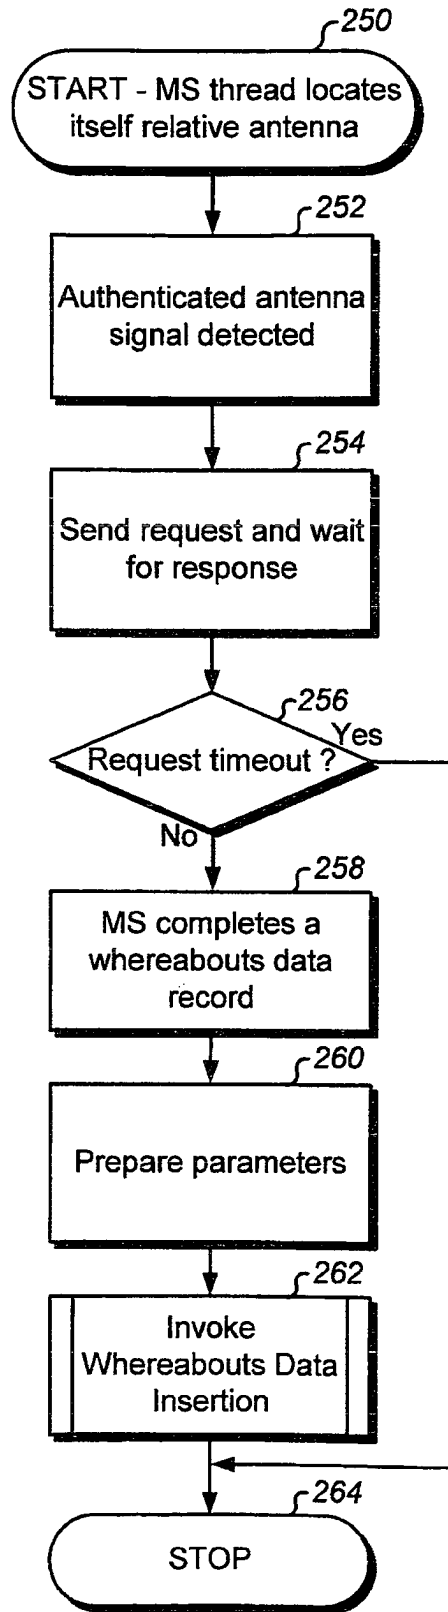 250
START - MS thread locates
itself relative antenna
252
Authenticated antenna
signal detected
254
Send request and wait
for response
256
Request timeout ?
Yes
No
258
MS completes a
whereabouts data
record
260
Prepare parameters
262
Invoke
Whereabouts Data
Insertion
264
STOP